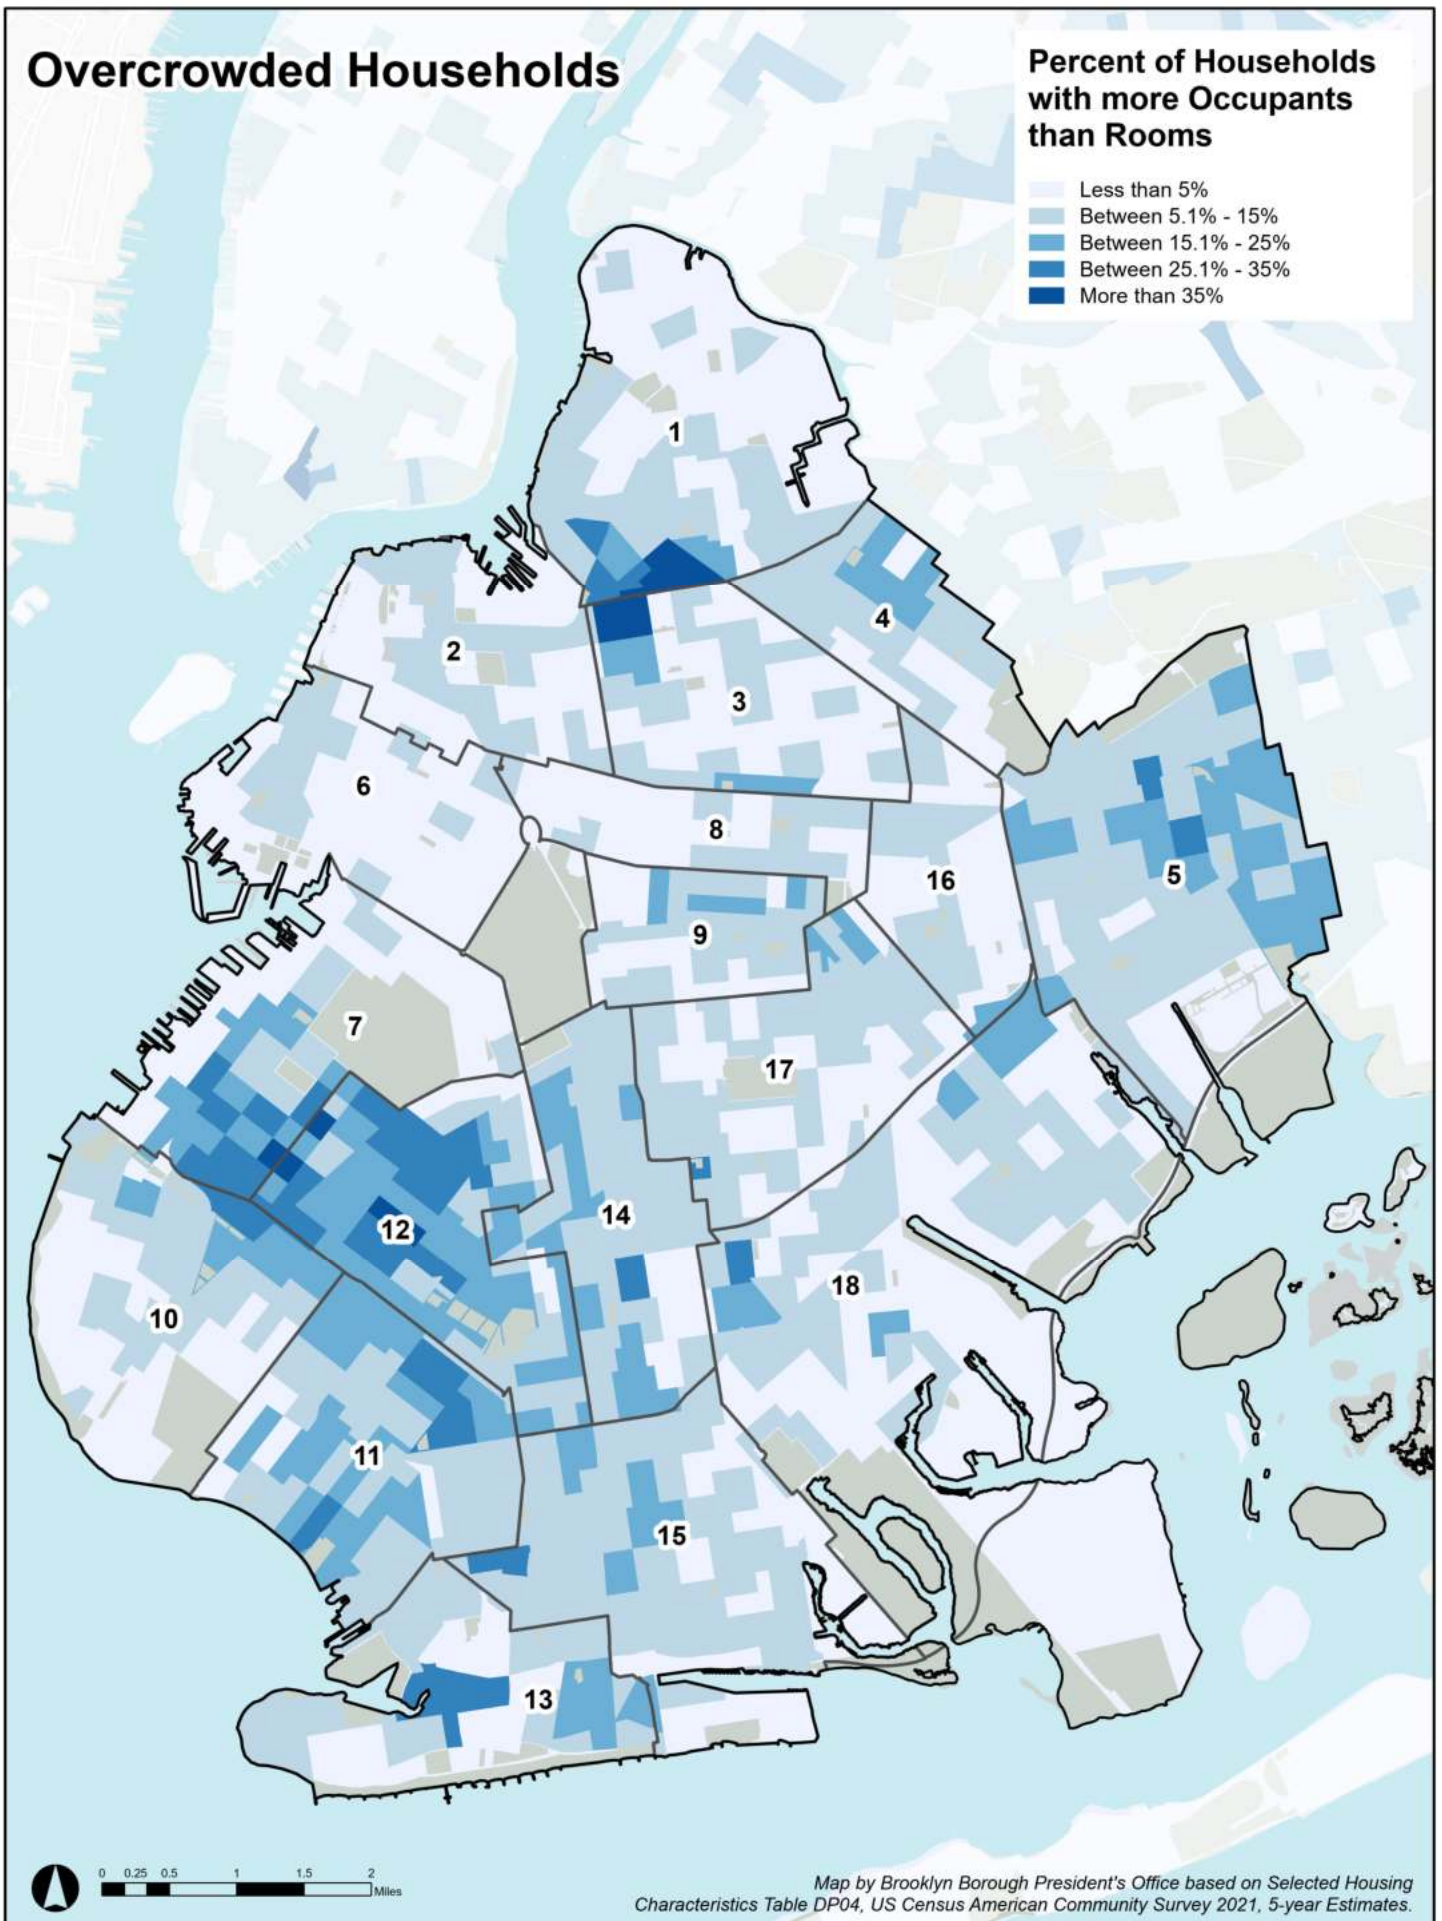 Overcrowded Households
Percent of Households
with more Occupants
than Rooms
Less than 5%
Between 5.1% - 15%
Between 15.1% - 25%
Between 25.1% - 35%
More than 35%
1
4
2
3
6
8
5
16
9
7
17
14
12
18
10
11
15
13
0 0.25 0.5 1 1.5 2
Miles
Map by Brooklyn Borough President's Office based on Selected Housing
Characteristics Table DP04, US Census American Community Survey 2021, 5-year Estimates.